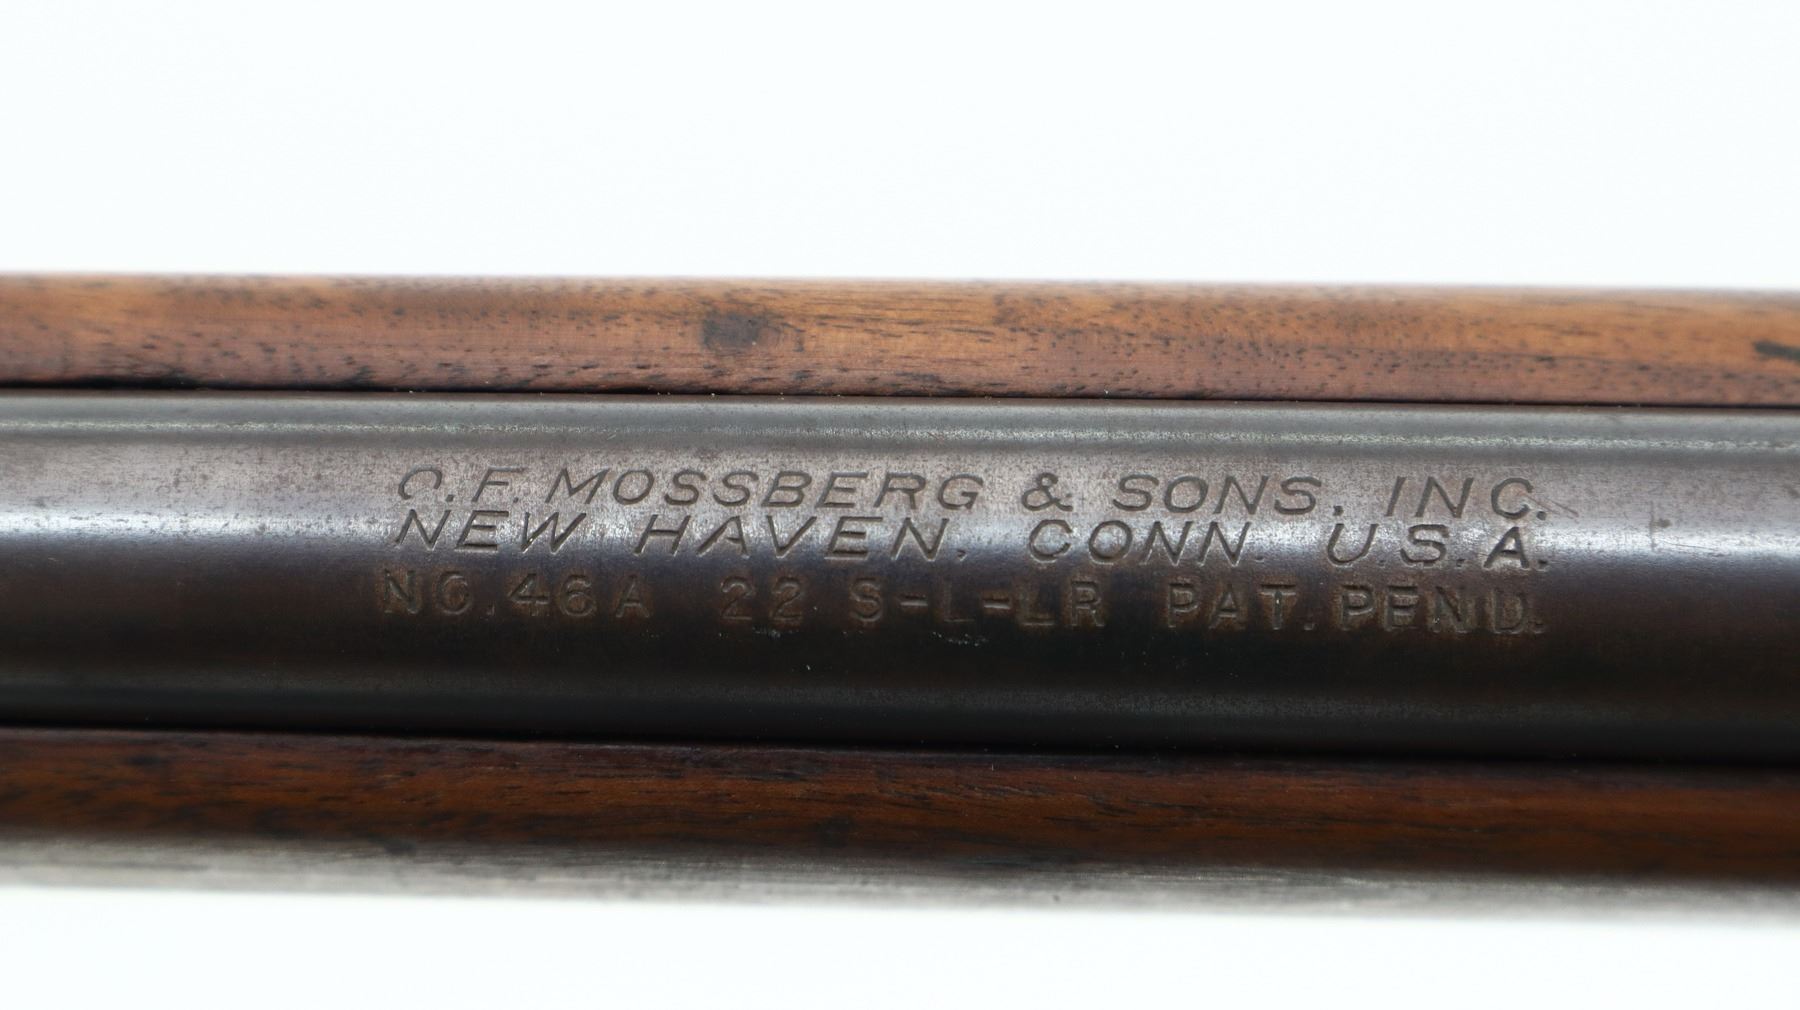 O.F. MOSSBERG & SONS, INC.
NEW HAVEN, CONN. U.S.A.
NO. 46A 22 S-L-LR PAT. PEND.